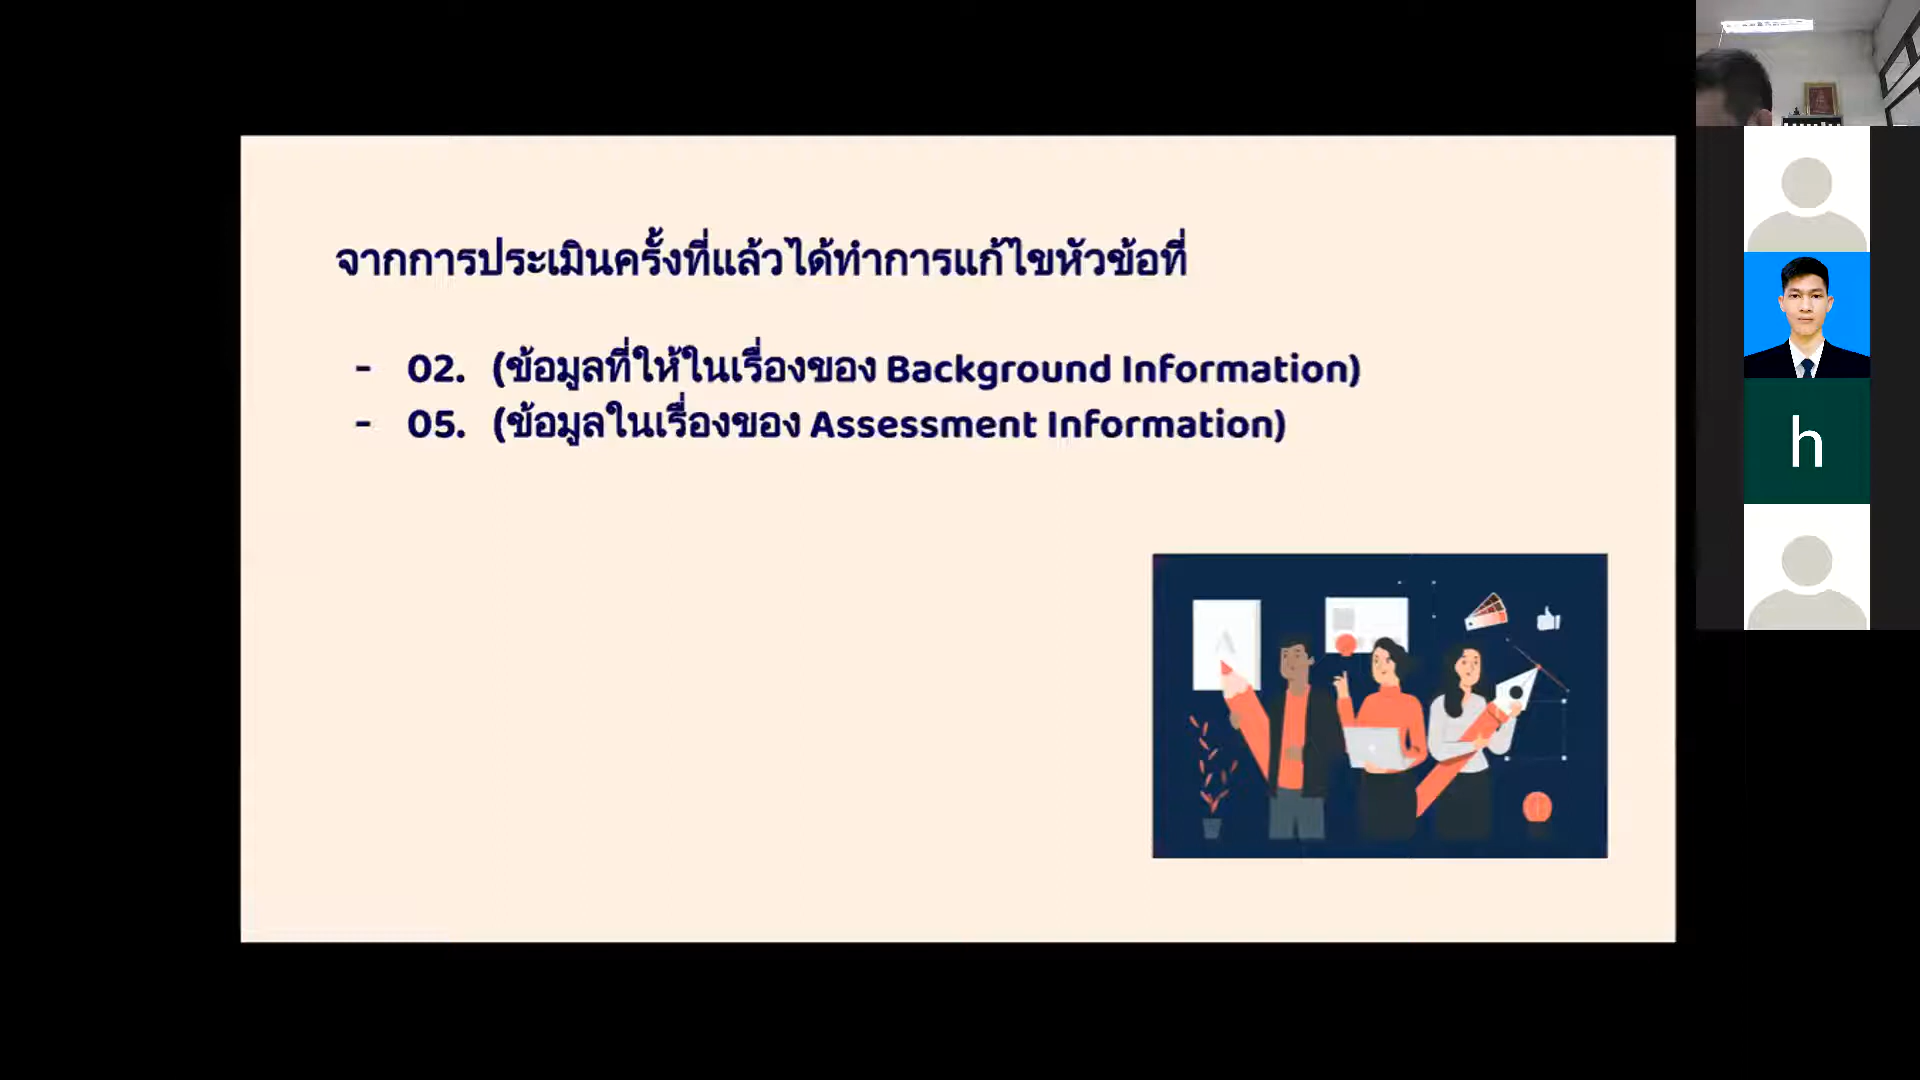 จากการประเมินครั้งที่แล้วได้ทำการแก้ไขหัวข้อที่
- 02. (ข้อมูลที่ให้ในเรื่องของ Background Information)
- 05. (ข้อมูลในเรื่องของ Assessment Information)
h